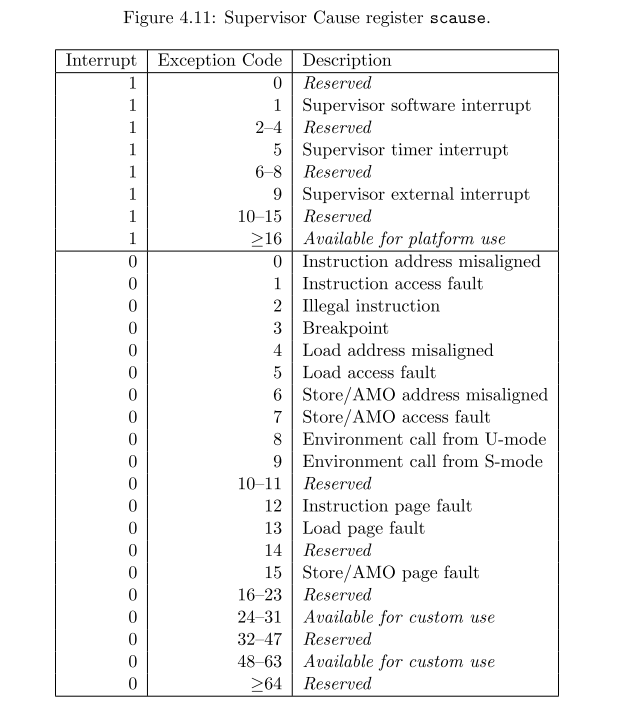 Figure 4.11: Supervisor Cause register scause.
Interrupt Exception Code Description
1 0 Reserved
1 1 Supervisor software interrupt
1 2–4 Reserved
1 5 Supervisor timer interrupt
1 6–8 Reserved
1 9 Supervisor external interrupt
1 10–15 Reserved
1 ≥16 Available for platform use
0 0 Instruction address misaligned
0 1 Instruction access fault
0 2 Illegal instruction
0 3 Breakpoint
0 4 Load address misaligned
0 5 Load access fault
0 6 Store/AMO address misaligned
0 7 Store/AMO access fault
0 8 Environment call from U-mode
0 9 Environment call from S-mode
0 10–11 Reserved
0 12 Instruction page fault
0 13 Load page fault
0 14 Reserved
0 15 Store/AMO page fault
0 16–23 Reserved
0 24–31 Available for custom use
0 32–47 Reserved
0 48–63 Available for custom use
0 ≥64 Reserved